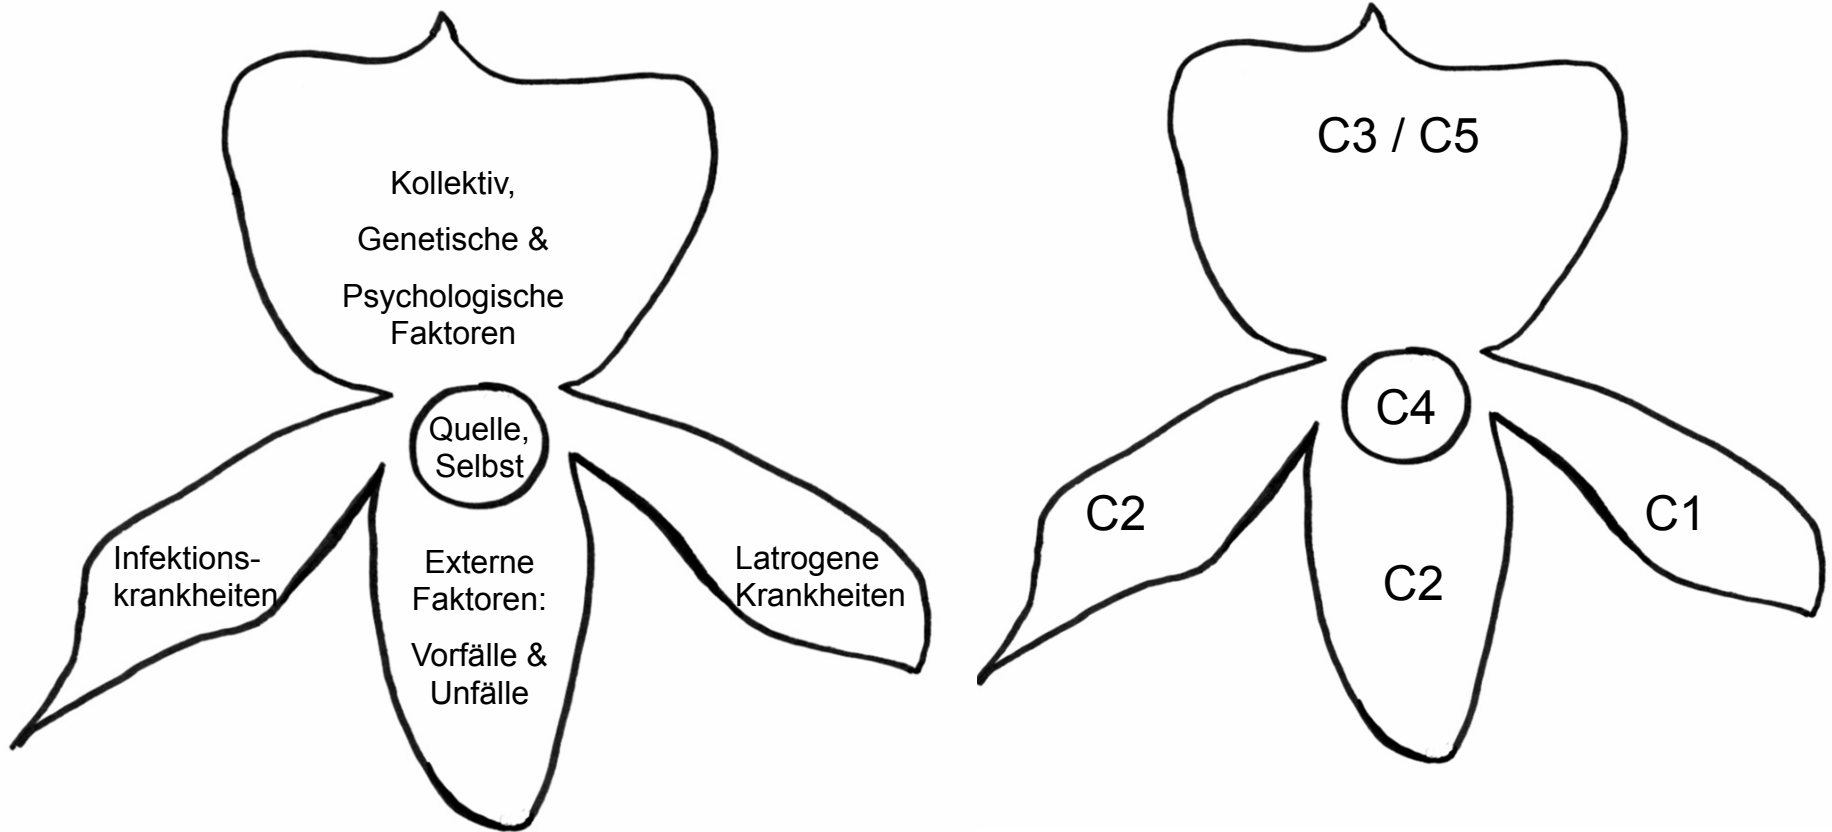 Kollektiv,
Genetische &
Psychologische
Faktoren
Quelle,
Selbst
Infektions-
krankheiten
Externe
Faktoren:
Vorfälle &
Unfälle
Latrogene
Krankheiten
C3 / C5
C4
C2
C2
C1